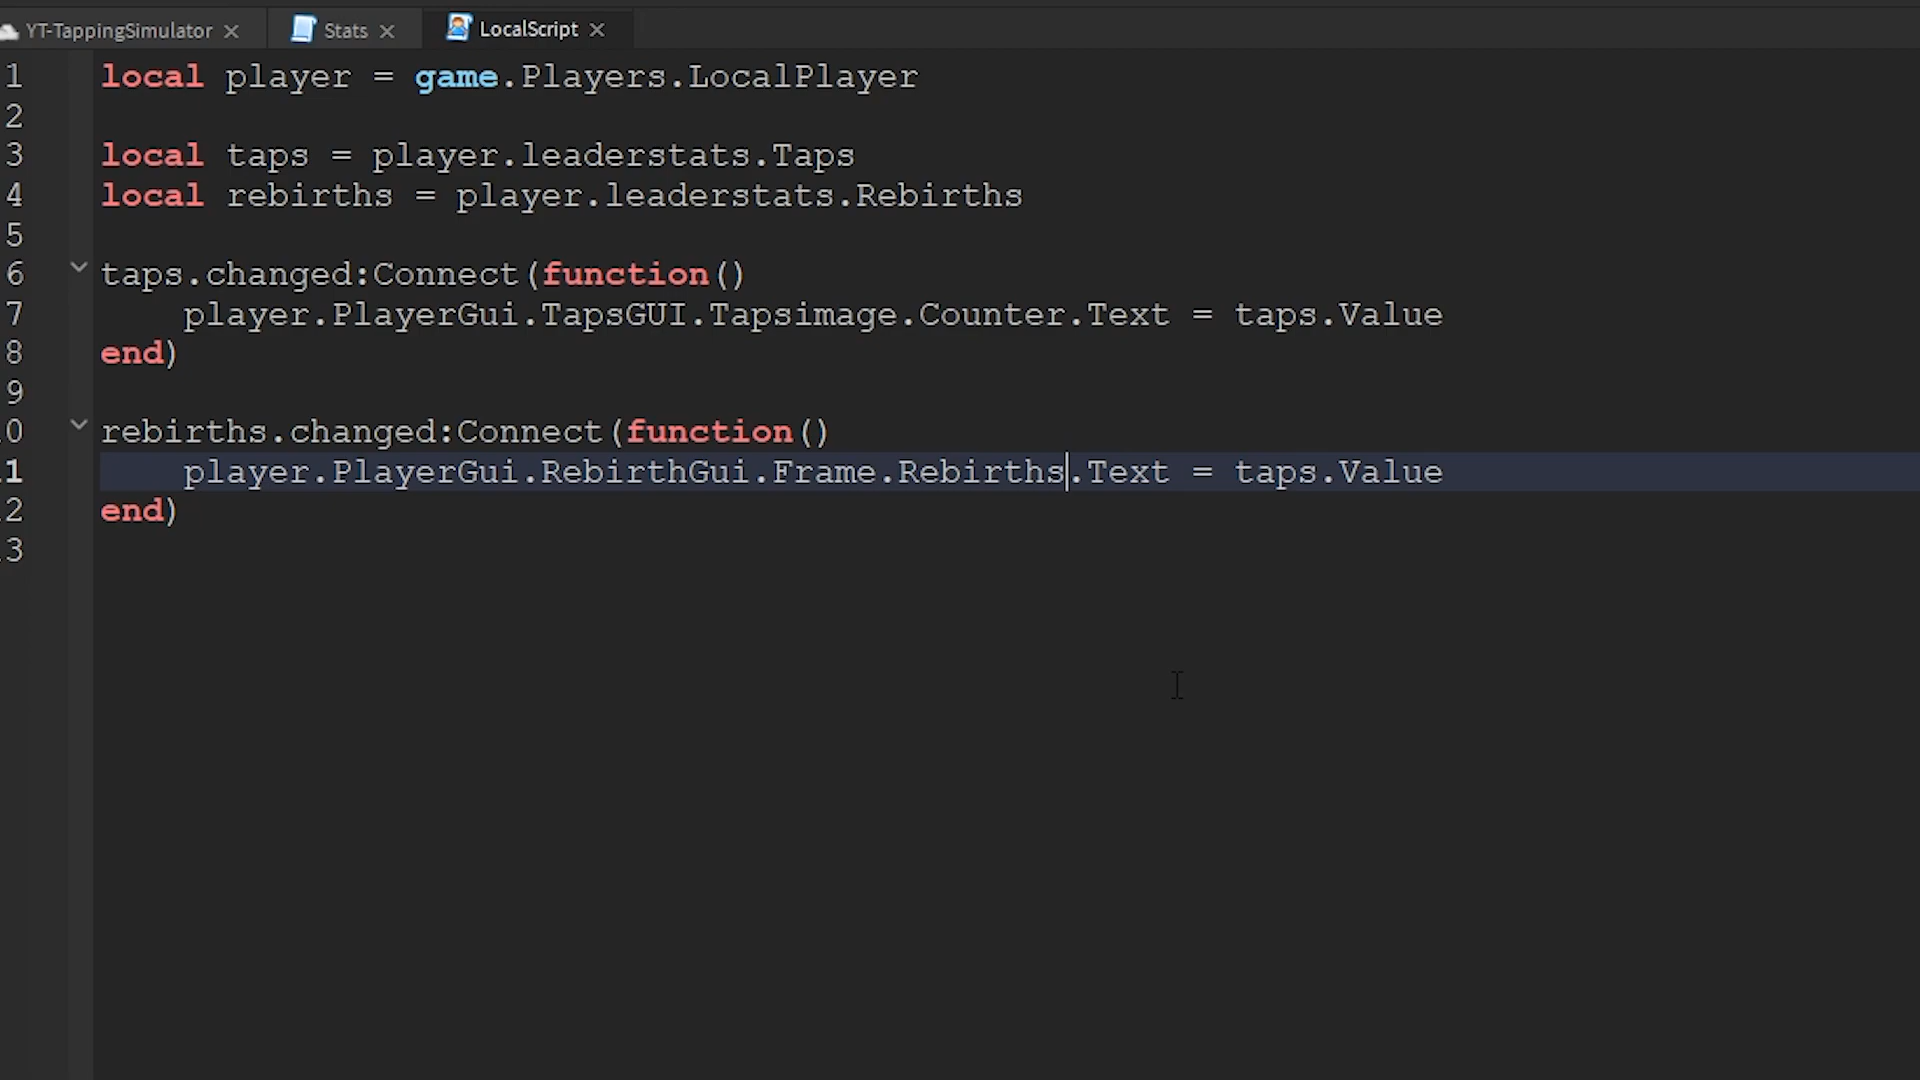 YT-TappingSimulator × Stats × LocalScript ×
1 local player = game.Players.LocalPlayer
2
3 local taps = player.leaderstats.Taps
4 local rebirths = player.leaderstats.Rebirths
5
6 taps.changed:Connect(function()
7 player.PlayerGui.TapsGUI.Tapsimage.Counter.Text = taps.Value
8 end)
9
0 rebirths.changed:Connect(function()
1 player.PlayerGui.RebirthGui.Frame.Rebirths.Text = taps.Value
2 end)
3